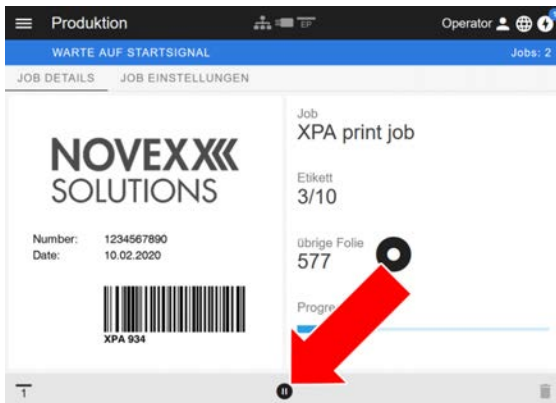 Produktion
EP
Operator
WARTE AUF STARTSIGNAL
Jobs: 2
JOB DETAILS
JOB EINSTELLUNGEN
NOVEXX
SOLUTIONS
Number: 1234567890
Date: 10.02.2020
XPA 934
Job
XPA print job
Etikett
3/10
übrige Folie
577
Progre
1